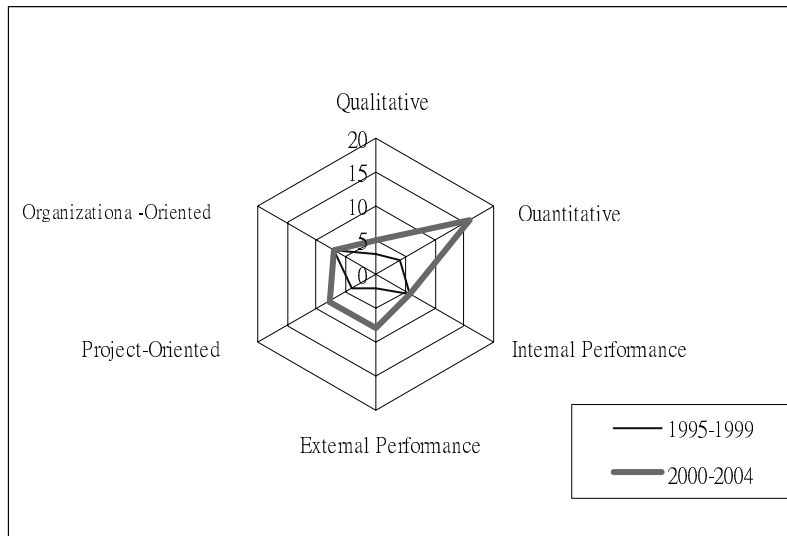 Qualitative
20
15
10
5
0
Organizationa -Oriented
Ouantitative
Project-Oriented
Internal Performance
External Performance
1995-1999
2000-2004